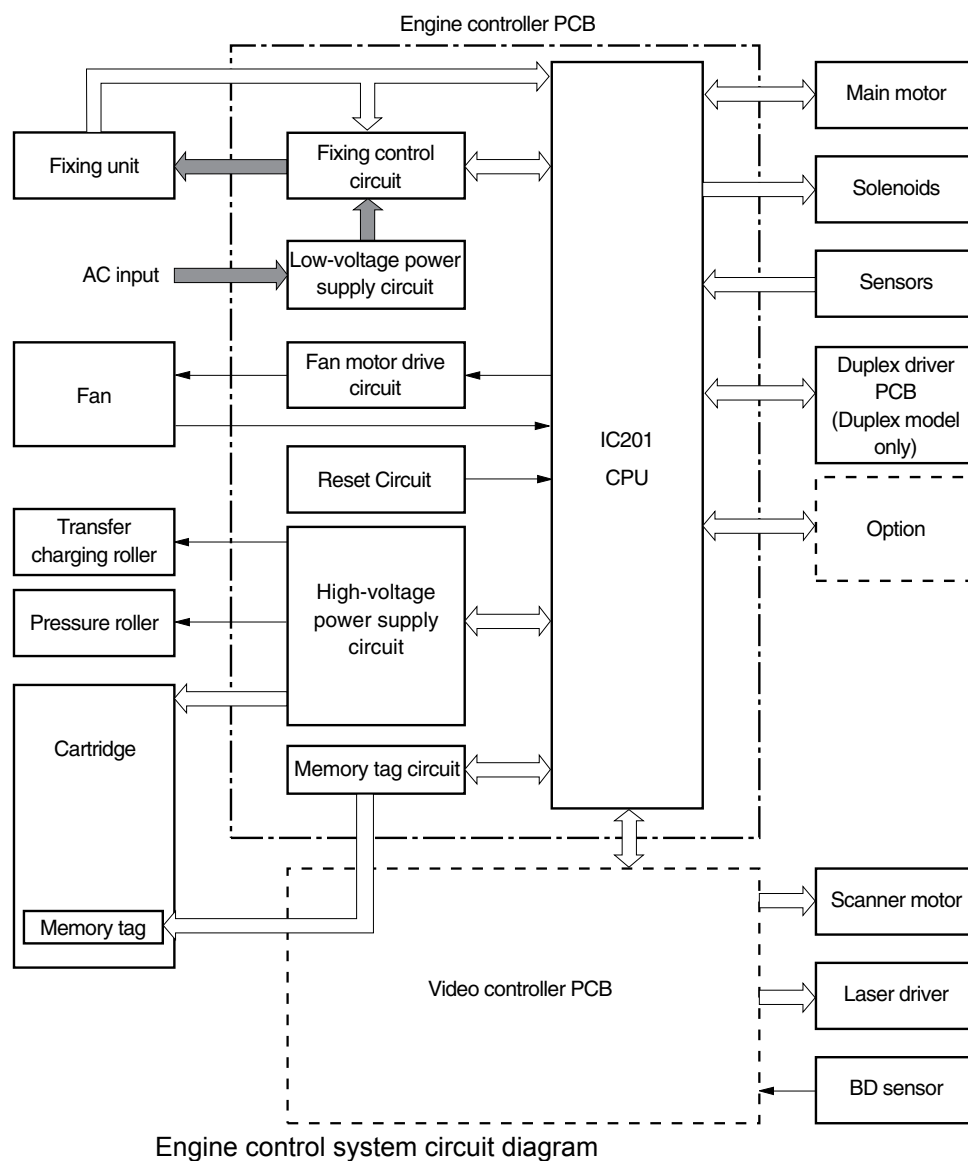 Engine controller PCB
Fixing unit
Fixing control
circuit
AC input
Low-voltage power
supply circuit
Fan
Fan motor drive
circuit
Reset Circuit
Transfer
charging roller
Pressure roller
High-voltage
power supply
circuit
Cartridge
Memory tag circuit
Memory tag
IC201
CPU
Main motor
Solenoids
Sensors
Duplex driver
PCB
(Duplex model
only)
Option
Video controller PCB
Scanner motor
Laser driver
BD sensor
Engine control system circuit diagram